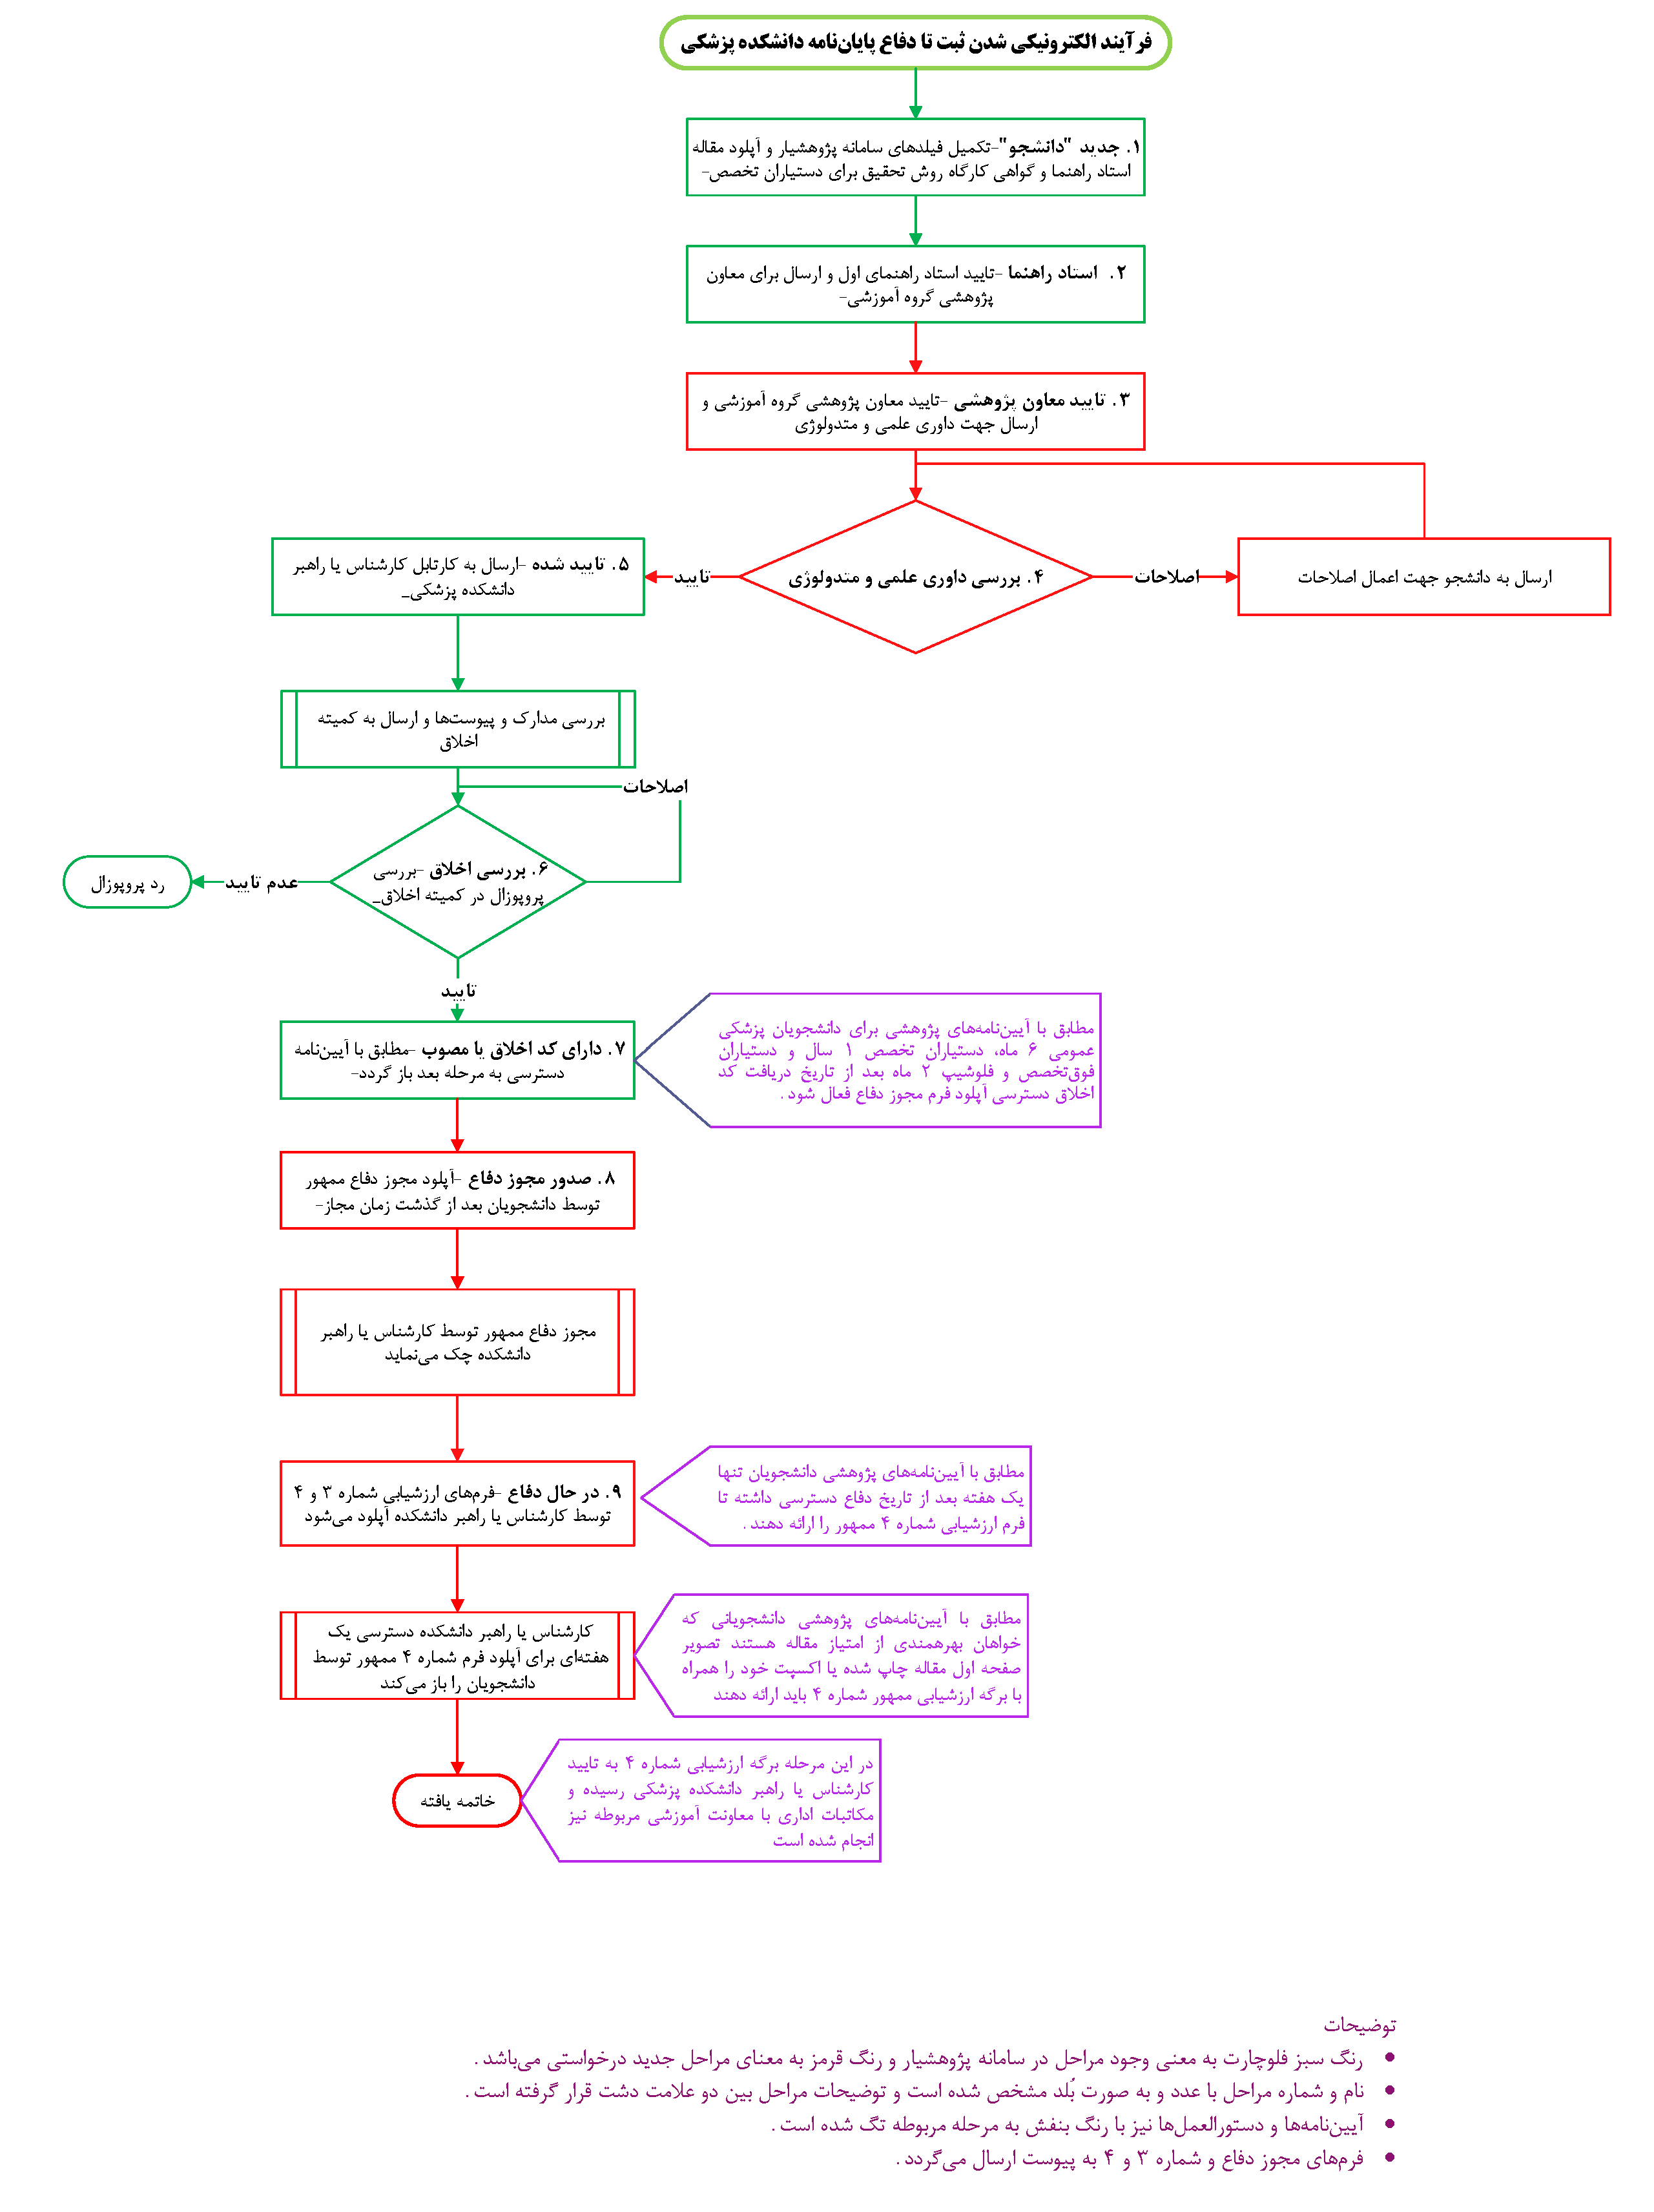 فرآیند الکترونیکی شدن ثبت تا دفاع پایان‌نامه دانشکده پزشکی
۱. جدید "دانشجو"-تکمیل فیلدهای سامانه پژوهشیار و آپلود مقاله
استاد راهنما و گواهی کارگاه روش تحقیق برای دستیاران تخصص-
۲. استاد راهنما -تایید استاد راهنمای اول و ارسال برای معاون
پژوهشی گروه آموزشی-
۳. تایید معاون پژوهشی -تایید معاون پژوهشی گروه آموزشی و
ارسال جهت داوری علمی و متدولوژی
۴. بررسی داوری علمی و متدولوژی
اصلاحات
ارسال به دانشجو جهت اعمال اصلاحات
تایید
۵. تایید شده -ارسال به کارتابل کارشناس یا راهبر
دانشکده پزشکی_
بررسی مدارک و پیوست‌ها و ارسال به کمیته
اخلاق
اصلاحات
۶. بررسی اخلاق -بررسی
پروپوزال در کمیته اخلاق_
عدم تایید
رد پروپوزال
تایید
۷. دارای کد اخلاق یا مصوب -مطابق با آیین‌نامه
دسترسی به مرحله بعد باز گردد-
مطابق با آیین‌نامه‌های پژوهشی برای دانشجویان پزشکی
عمومی ۶ ماه، دستیاران تخصص ۱ سال و دستیاران
فوق‌تخصص و فلوشیپ ۲ ماه بعد از تاریخ دریافت کد
اخلاق دسترسی آپلود فرم مجوز دفاع فعال شود.
۸. صدور مجوز دفاع -آپلود مجوز دفاع ممهور
توسط دانشجویان بعد از گذشت زمان مجاز-
مجوز دفاع ممهور توسط کارشناس یا راهبر
دانشکده چک می‌نماید
۹. در حال دفاع -فرم‌های ارزشیابی شماره ۳ و ۴
توسط کارشناس یا راهبر دانشکده آپلود می‌شود
مطابق با آیین‌نامه‌های پژوهشی دانشجویان تنها
یک هفته بعد از تاریخ دفاع دسترسی داشته تا
فرم ارزشیابی شماره ۴ ممهور را ارائه دهند.
کارشناس یا راهبر دانشکده دسترسی یک
هفته‌ای برای آپلود فرم شماره ۴ ممهور توسط
دانشجویان را باز می‌کند
مطابق با آیین‌نامه‌های پژوهشی دانشجویانی که
خواهان بهره‌مندی از امتیاز مقاله هستند تصویر
صفحه اول مقاله چاپ شده یا اکسپت خود را همراه
با برگه ارزشیابی ممهور شماره ۴ باید ارائه دهند
خاتمه یافته
در این مرحله برگه ارزشیابی شماره ۴ به تایید
کارشناس یا راهبر دانشکده پزشکی رسیده و
مکاتبات اداری با معاونت آموزشی مربوطه نیز
انجام شده است
توضیحات
• رنگ سبز فلوچارت به معنی وجود مراحل در سامانه پژوهشیار و رنگ قرمز به معنای مراحل جدید درخواستی می‌باشد.
• نام و شماره مراحل با عدد و به صورت بُلد مشخص شده است و توضیحات مراحل بین دو علامت دشت قرار گرفته است.
• آیین‌نامه‌ها و دستورالعمل‌ها نیز با رنگ بنفش به مرحله مربوطه تگ شده است.
• فرم‌های مجوز دفاع و شماره ۳ و ۴ به پیوست ارسال می‌گردد.